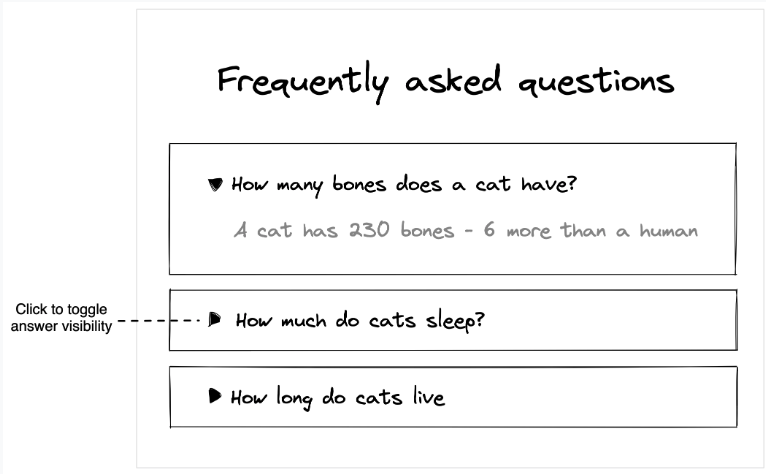 Frequently asked questions
How many bones does a cat have?
A cat has 230 bones - 6 more than a human
Click to toggle
answer visibility
How much do cats sleep?
How long do cats live